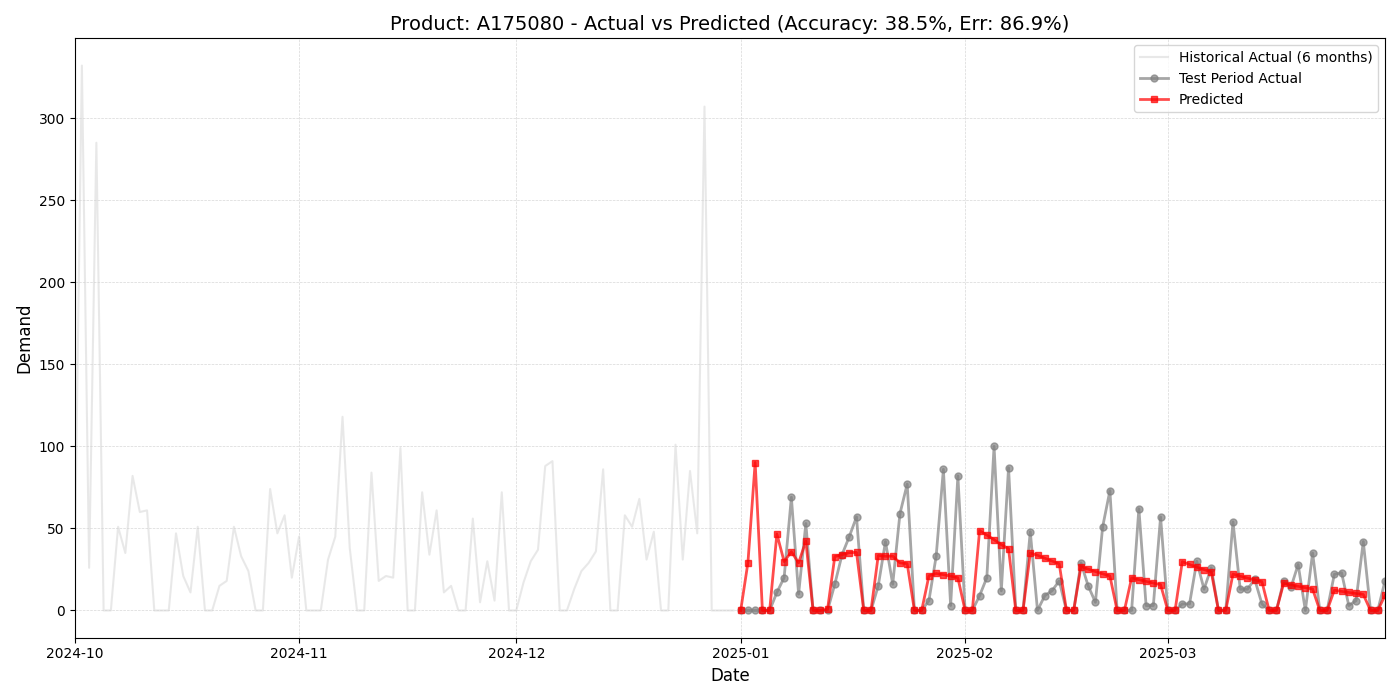 Product: A175080 - Actual vs Predicted (Accuracy: 38.5%, Err: 86.9%)
Historical Actual (6 months)
Test Period Actual
Predicted
Demand
300
250
200
150
100
50
0
2024-10
2024-11
2024-12
2025-01
2025-02
2025-03
Date